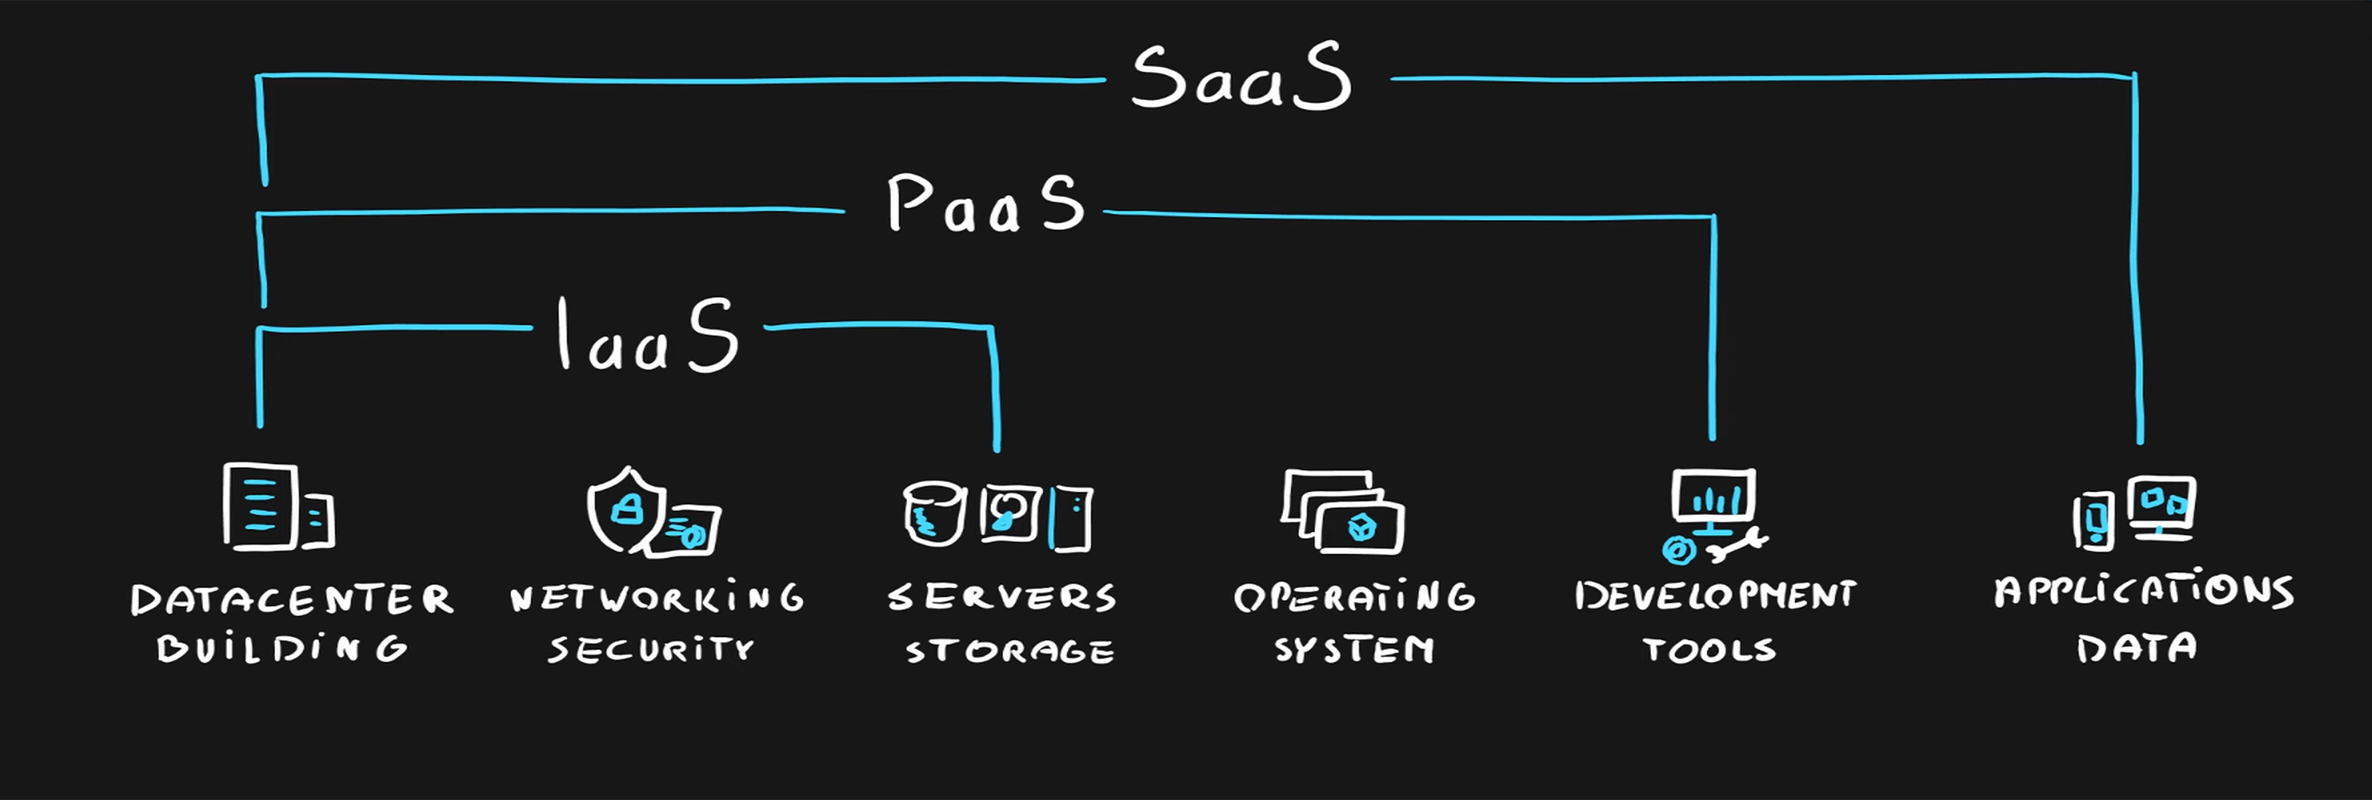 SaaS
PaaS
IaaS
DATACENTER
BUiLDiNG
NETWORKiNG
SECURiTY
SERVERS
STORAGE
OPERATiNG
SYSTEM
DEVELOPMENT
TOOLS
APPLiCATiONS
DATA